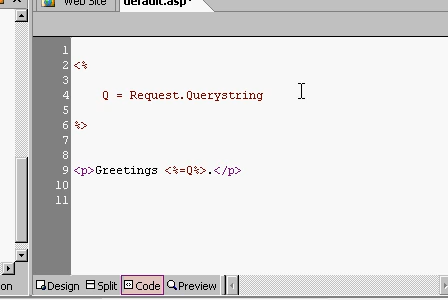 Web Site default.asp*
1
2 <%
3
4 Q = Request.Querystring
5
6 %>
7
8
9 <p>Greetings <%=Q%>.</p>
10
11
on Design Split Code Preview